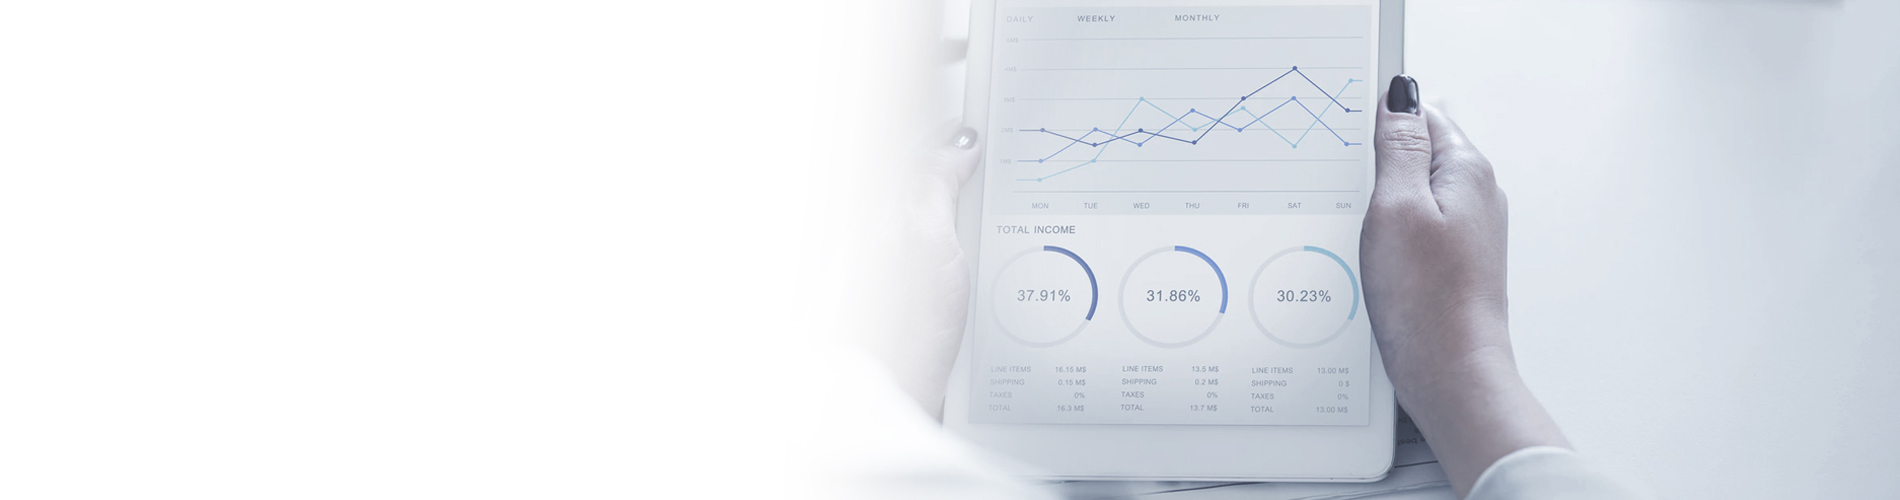 DAILY WEEKLY MONTHLY
MON TUE WED THU FRI SAT SUN
TOTAL INCOME
37.91% 31.86% 30.23%
LINE ITEMS 16.15 M$ LINE ITEMS 13.5 M$ LINE ITEMS 13.00 M$
SHIPPING 0.15 M$ SHIPPING 0.2 M$ SHIPPING 0 $
TAXES 0% TAXES 0% TAXES 0%
TOTAL 16.3 M$ TOTAL 13.7 M$ TOTAL 13.00 M$